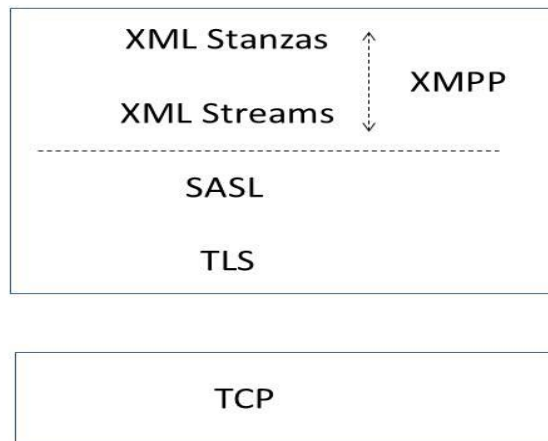 XML Stanzas
XMPP
XML Streams
SASL
TLS
TCP